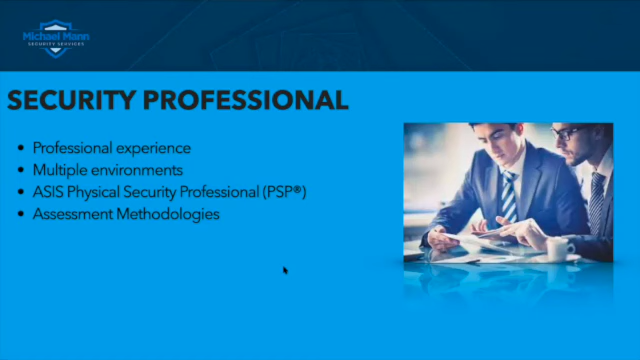 Michael Mann
SECURITY SERVICES
SECURITY PROFESSIONAL
• Professional experience
• Multiple environments
• ASIS Physical Security Professional (PSP®)
• Assessment Methodologies